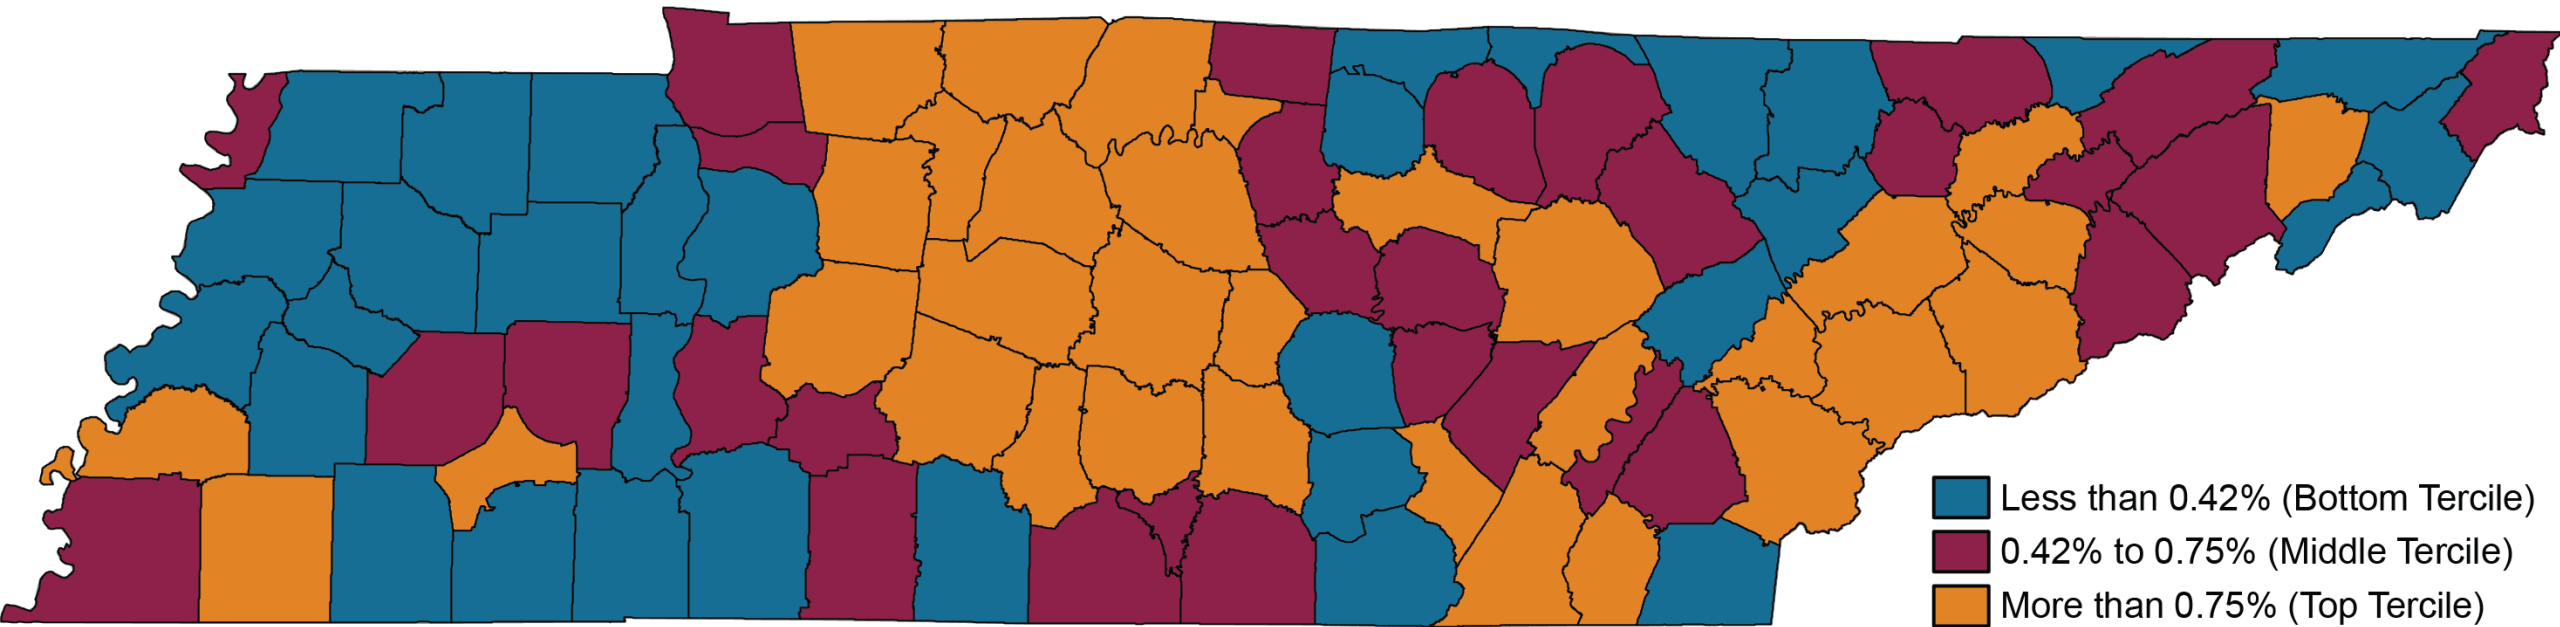 Less than 0.42% (Bottom Tercile)
0.42% to 0.75% (Middle Tercile)
More than 0.75% (Top Tercile)